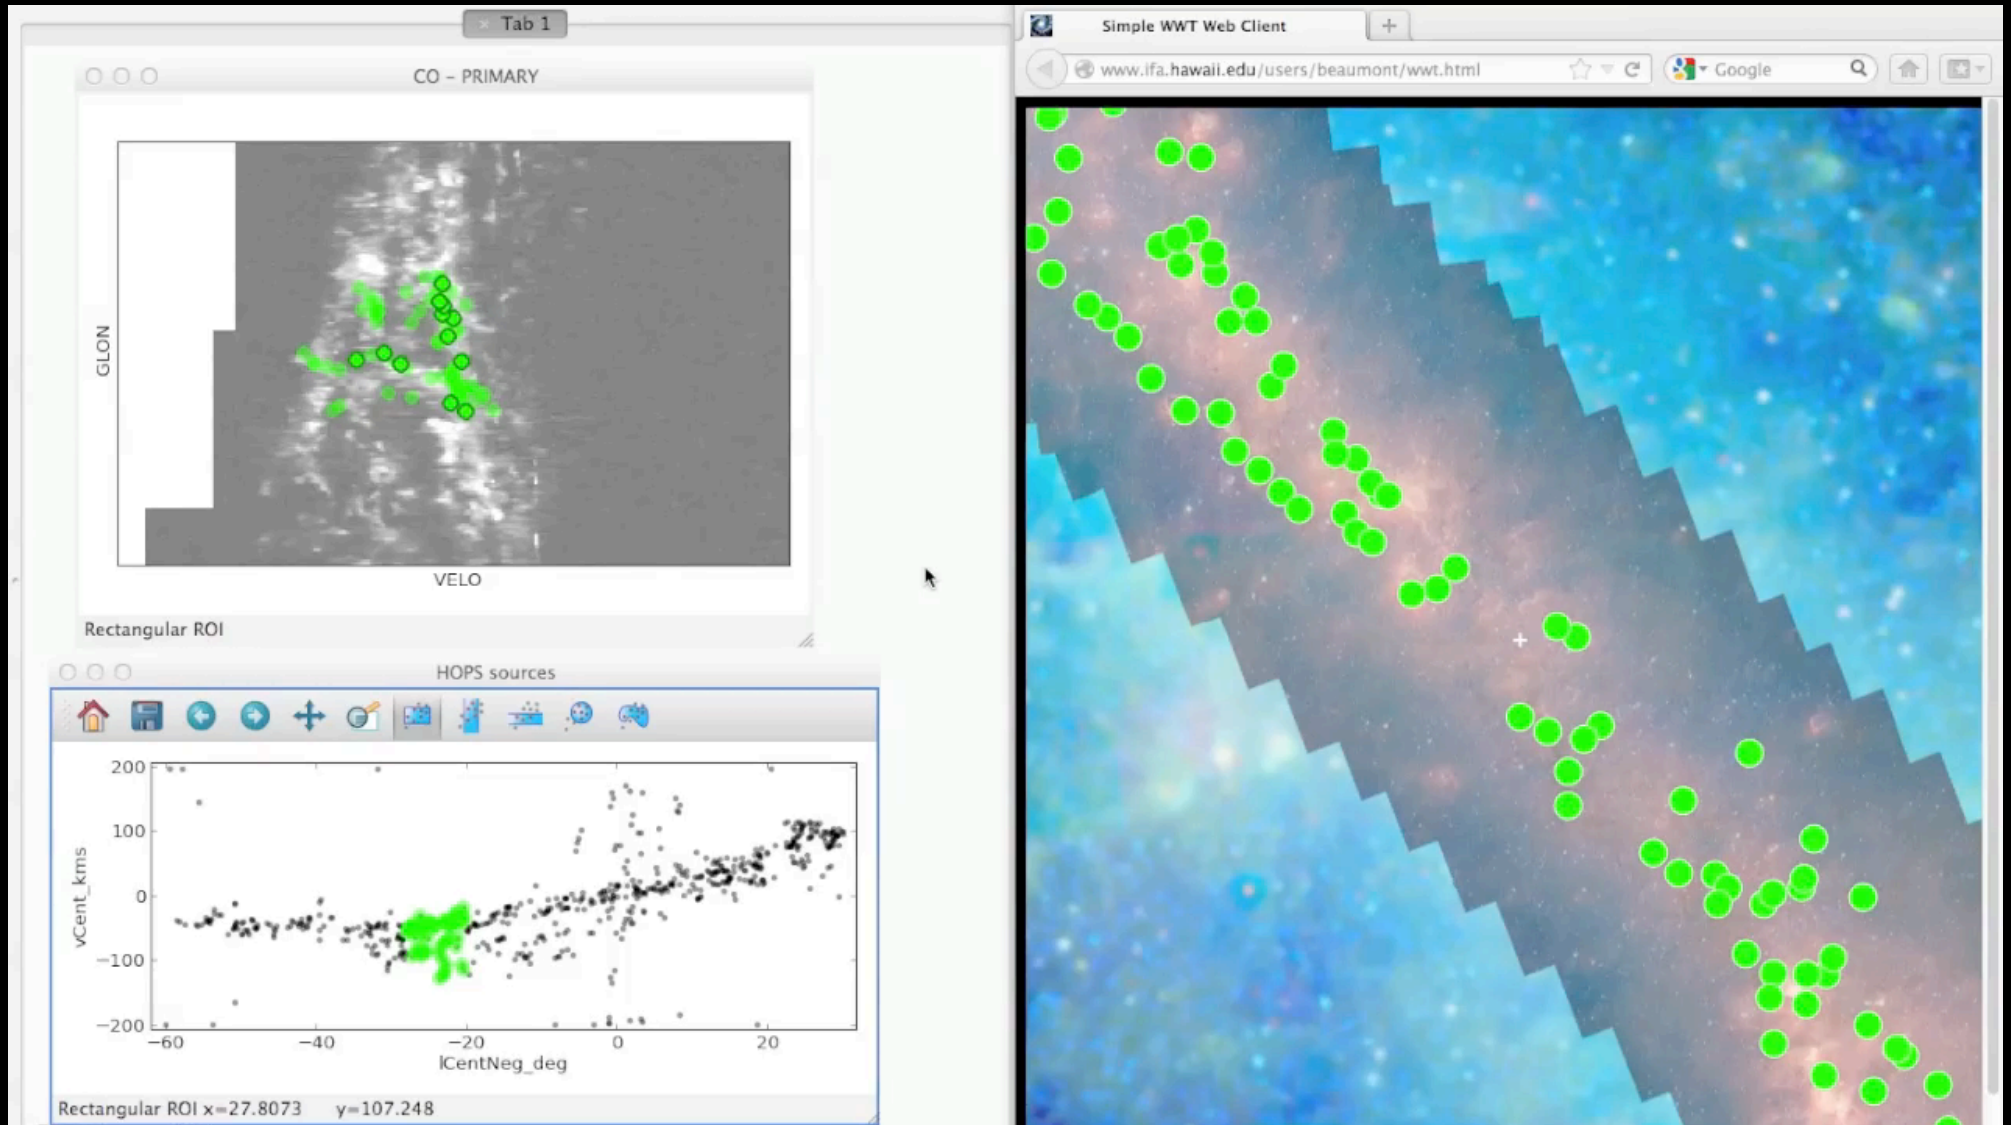 Tab 1
CO – PRIMARY
GLON
VELO
Rectangular ROI
HOPS sources
200
100
0
−100
−200
vCent_kms
−60 −40 −20 0 20
lCentNeg_deg
Rectangular ROI x=27.8073 y=107.248
Simple WWT Web Client
www.ifa.hawaii.edu/users/beaumont/wwt.html
Google